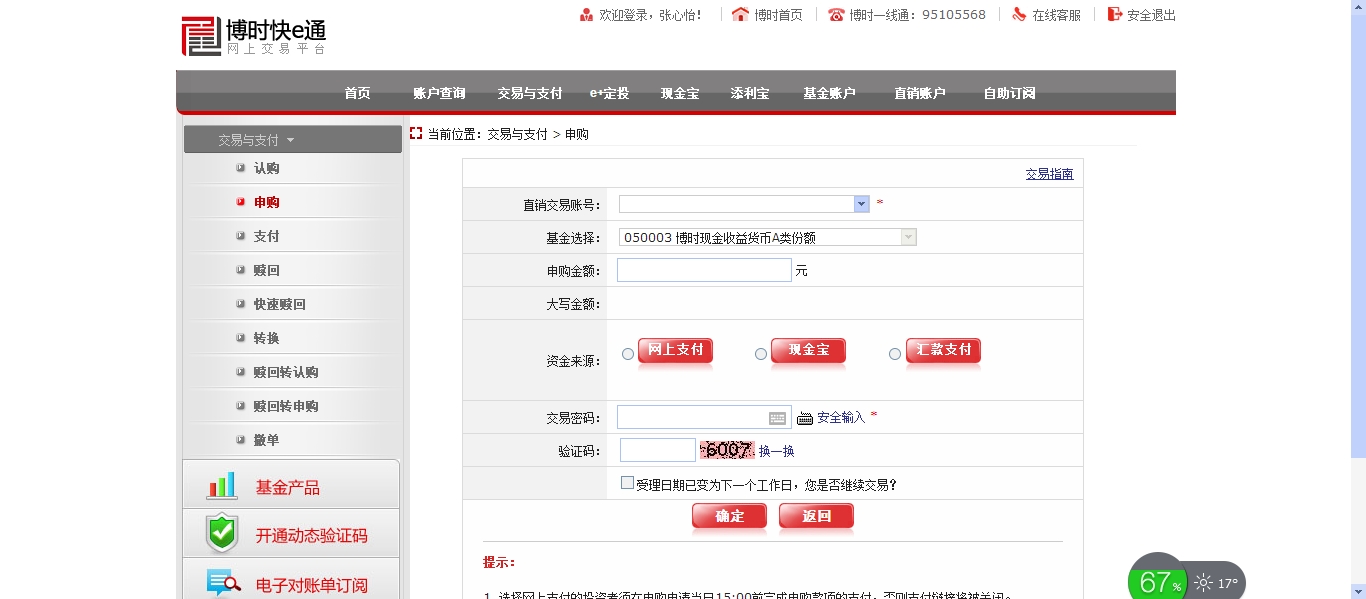 博时快e通
网上交易平台
欢迎登录，张心怡！ 博时首页 博时一线通：95105568 在线客服 安全退出
首页 账户查询 交易与支付 e+定投 现金宝 添利宝 基金账户 直销账户 自助订阅
交易与支付
认购
申购
支付
赎回
快速赎回
转换
赎回转认购
赎回转申购
撤单
基金产品
开通动态验证码
电子对账单订阅
当前位置：交易与支付 > 申购
交易指南
直销交易账号： *
基金选择： 050003 博时现金收益货币A类份额
申购金额： 元
大写金额：
资金来源： 网上支付 现金宝 汇款支付
交易密码： 安全输入 *
验证码： 6007 换一换
受理日期已变为下一个工作日，您是否继续交易？
确定 返回
提示：
1、选择网上支付的投资者须在申购申请当日15:00前完成申购款项的支付，否则支付链接将被关闭。
67% 17°